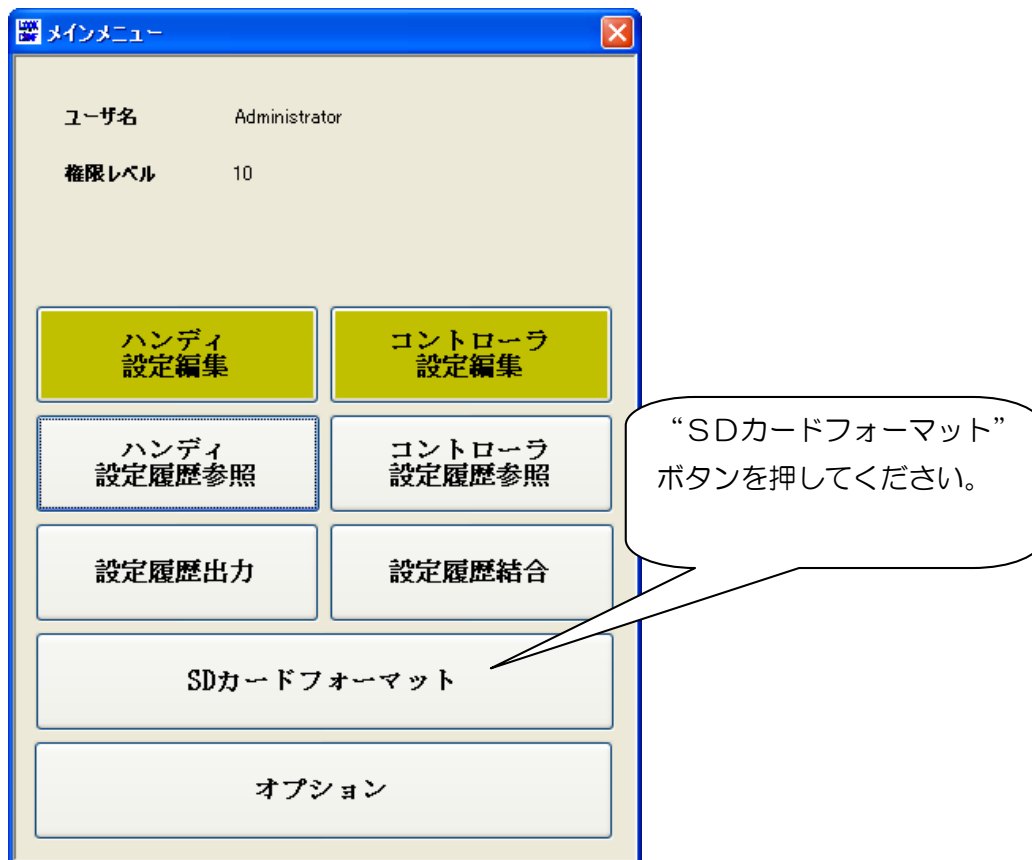 LOOK
メインメニュー
ユーザ名 Administrator
権限レベル 10
ハンディ
設定編集
コントローラ
設定編集
ハンディ
設定履歴参照
コントローラ
設定履歴参照
設定履歴出力
設定履歴結合
SDカードフォーマット
オプション
“ＳＤカードフォーマット”
ボタンを押してください。